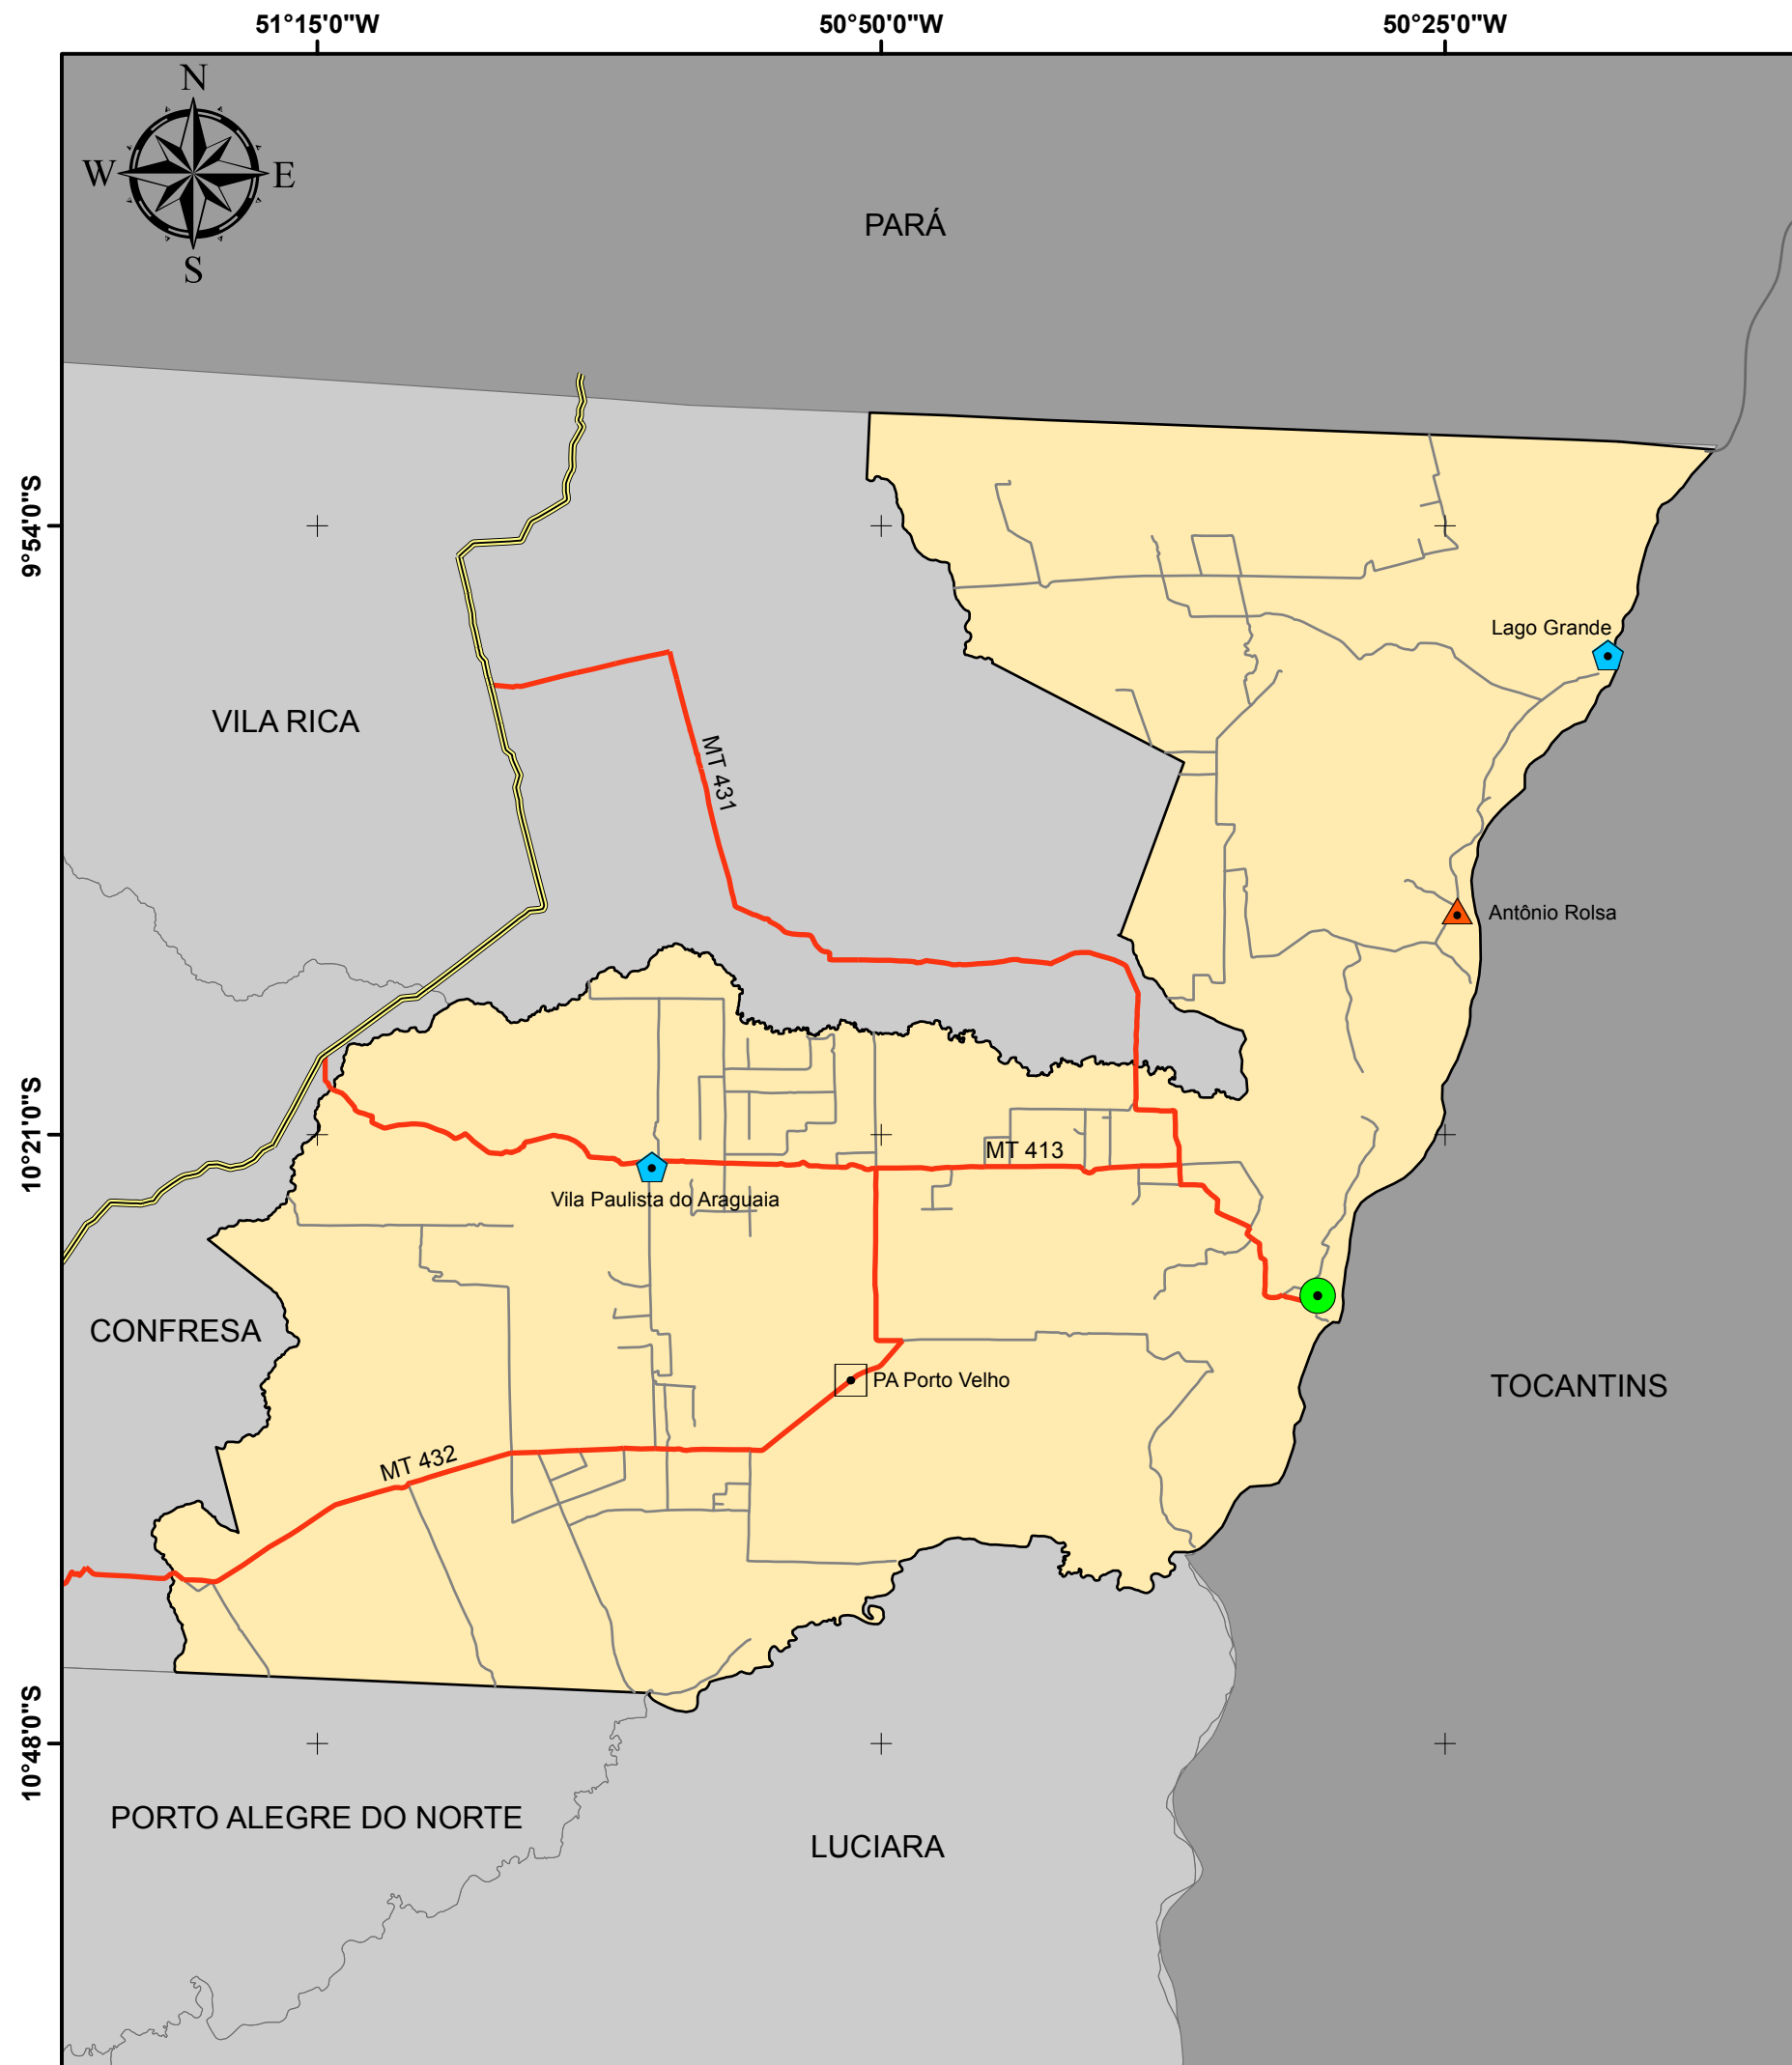 51°15'0"W
50°50'0"W
50°25'0"W
N
W
E
S
PARÁ
9°54'0"S
Lago Grande
VILA RICA
MT 431
Antônio Rolsa
10°21'0"S
MT 413
Vila Paulista do Araguaia
CONFRESA
PA Porto Velho
TOCANTINS
MT 432
10°48'0"S
PORTO ALEGRE DO NORTE
LUCIARA